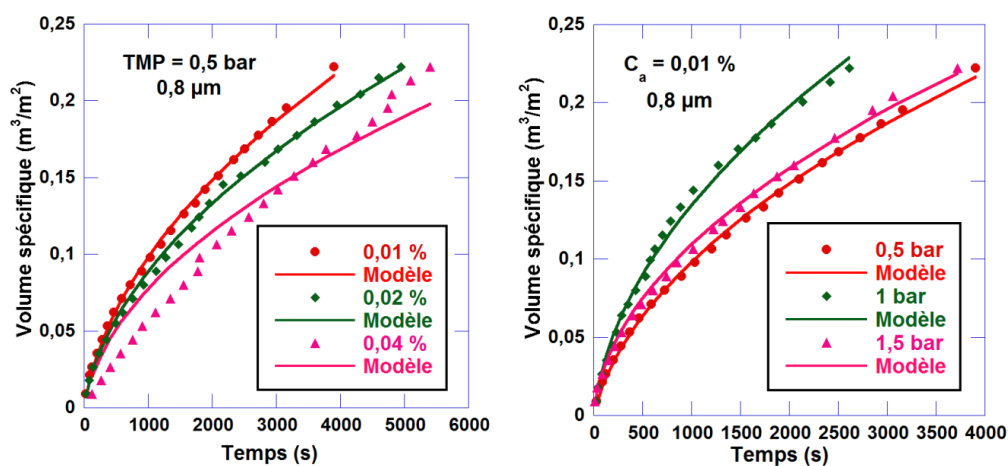 Volume spécifique (m³/m²)
0,25
0,2
0,15
0,1
0,05
0
TMP = 0,5 bar
0,8 µm
0,01 %
Modèle
0,02 %
Modèle
0,04 %
Modèle
0 1000 2000 3000 4000 5000 6000
Temps (s)
Volume spécifique (m³/m²)
0,25
0,2
0,15
0,1
0,05
0
C_a = 0,01 %
0,8 µm
0,5 bar
Modèle
1 bar
Modèle
1,5 bar
Modèle
0 500 1000 1500 2000 2500 3000 3500 4000
Temps (s)